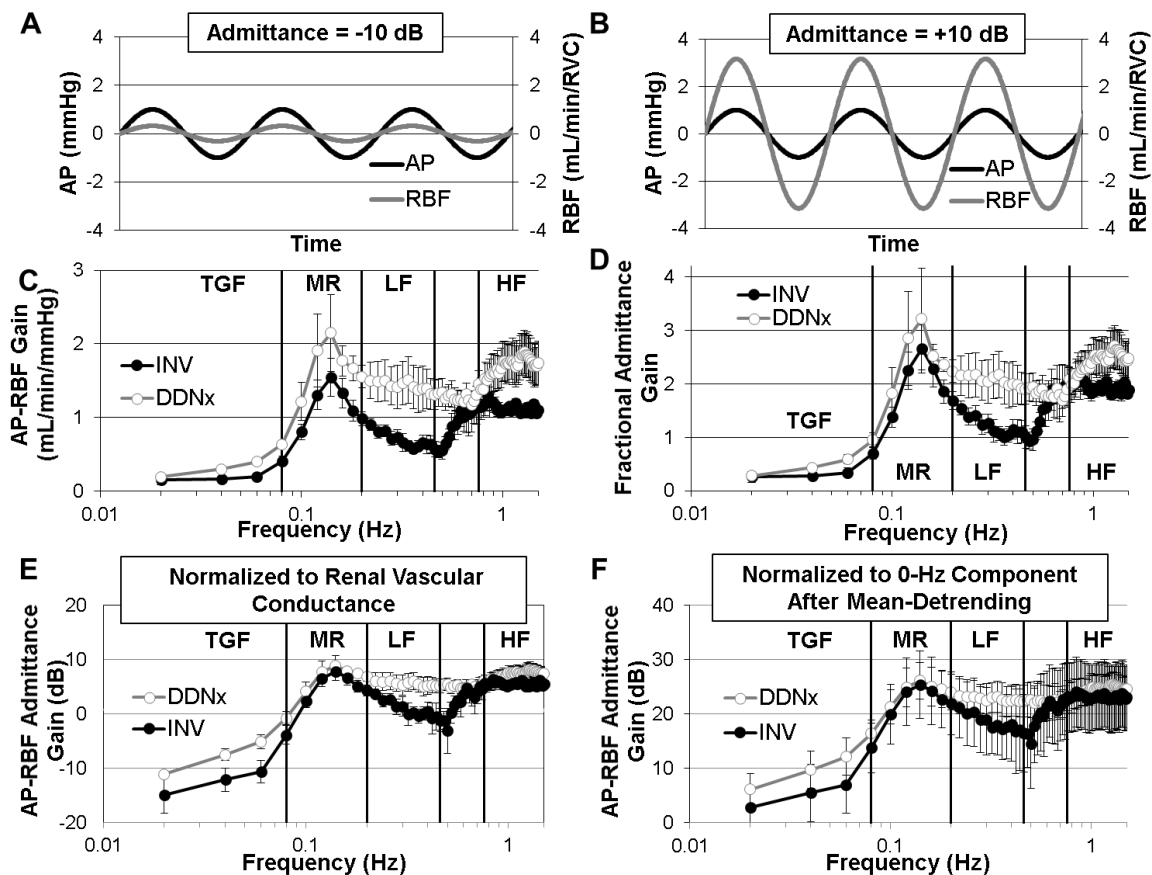 A
Admittance = -10 dB
AP (mmHg)
4
2
0
-2
-4
4
2
0
-2
-4
RBF (mL/min/RVC)
AP
RBF
Time
B
Admittance = +10 dB
AP (mmHg)
4
2
0
-2
-4
4
2
0
-2
-4
RBF (mL/min/RVC)
AP
RBF
Time
C
AP-RBF Gain
(mL/min/mmHg)
3
2
1
0
TGF
MR
LF
HF
INV
DDNx
0.01
0.1
1
Frequency (Hz)
D
Fractional Admittance
Gain
4
3
2
1
0
INV
DDNx
TGF
MR
LF
HF
0.01
0.1
1
Frequency (Hz)
E
Normalized to Renal Vascular
Conductance
AP-RBF Admittance
Gain (dB)
20
10
0
-10
-20
TGF
MR
LF
HF
DDNx
INV
0.01
0.1
1
Frequency (Hz)
F
Normalized to 0-Hz Component
After Mean-Detrending
AP-RBF Admittance
Gain (dB)
40
30
20
10
0
TGF
MR
LF
HF
DDNx
INV
0.01
0.1
1
Frequency (Hz)